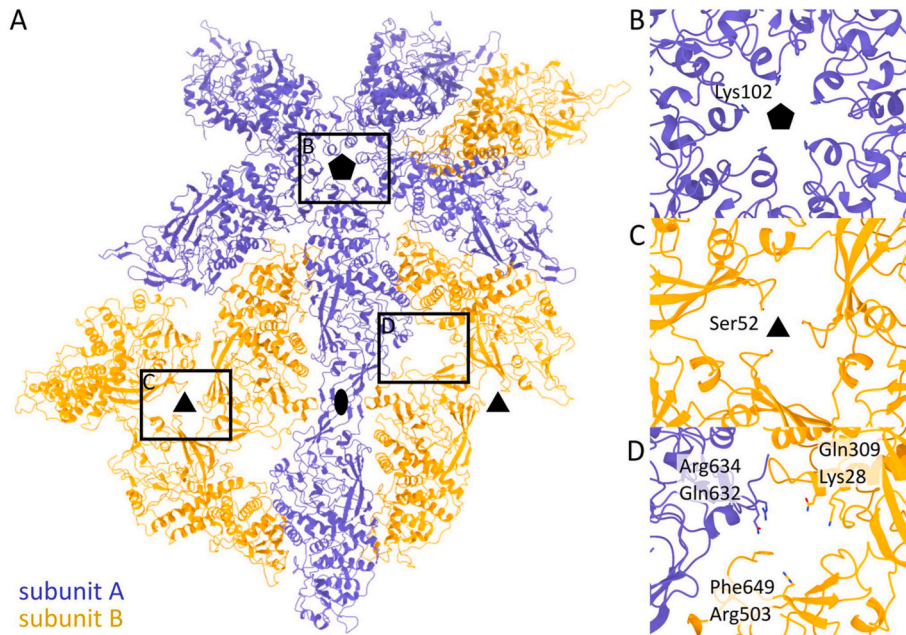 A
B
D
C
subunit A
subunit B
B
Lys102
C
Ser52
D
Arg634
Gln632
Gln309
Lys28
Phe649
Arg503